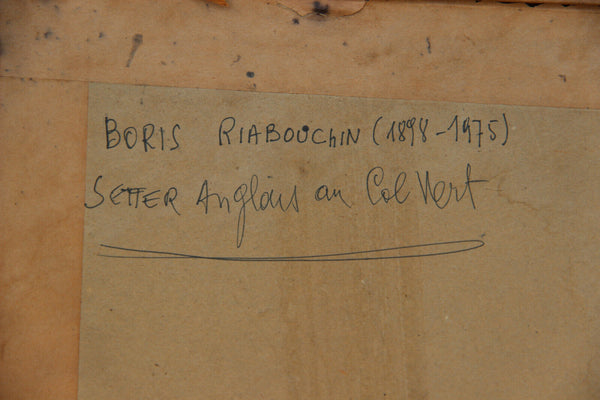 BORIS RIABOUCHIN (1898-1975)
SETTER Anglais au Col Vert